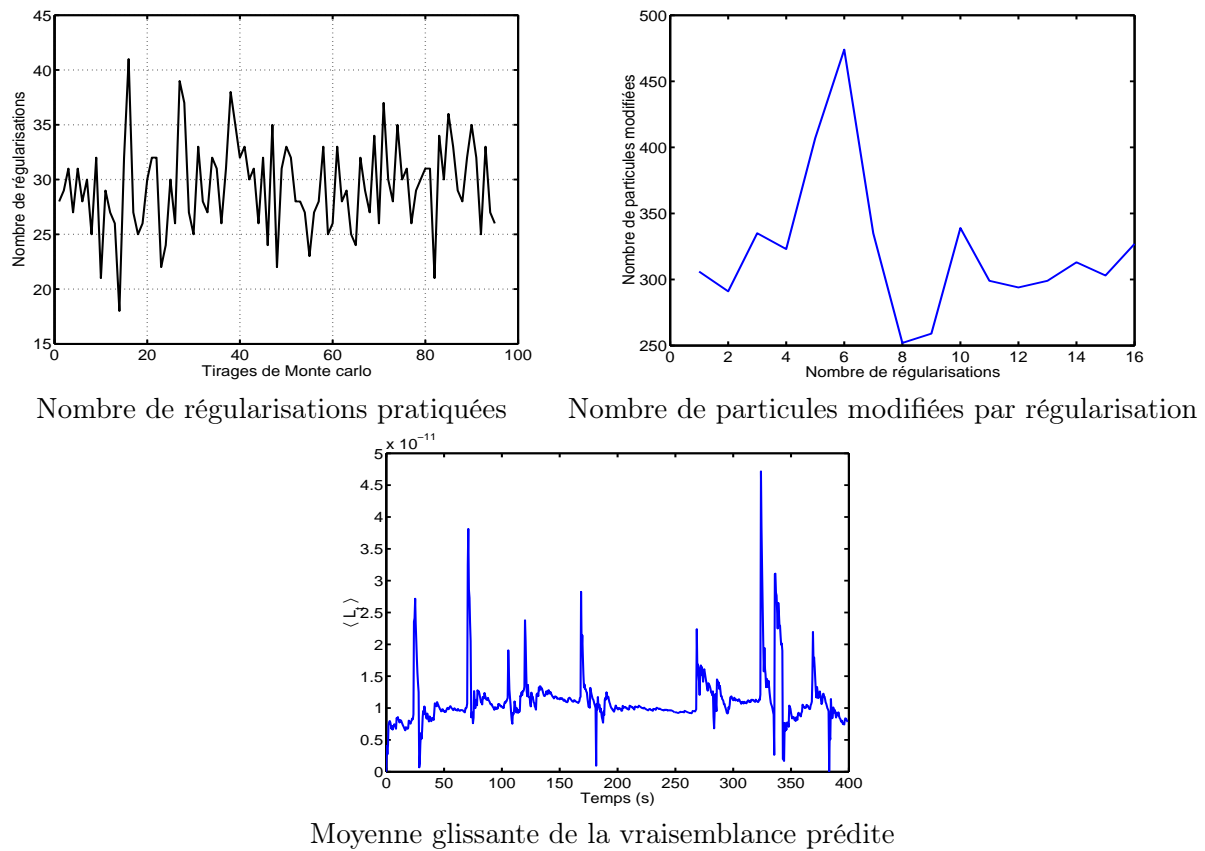 45
40
35
30
25
20
15
0 20 40 60 80 100
Nombre de régularisations
Tirages de Monte carlo
500
450
400
350
300
250
0 2 4 6 8 10 12 14 16
Nombre de particules modifiées
Nombre de régularisations
Nombre de régularisations pratiquées
Nombre de particules modifiées par régularisation
x 10⁻¹¹
5
4.5
4
3.5
3
2.5
2
1.5
1
0.5
0
0 50 100 150 200 250 300 350 400
Temps (s)
Moyenne glissante de la vraisemblance prédite